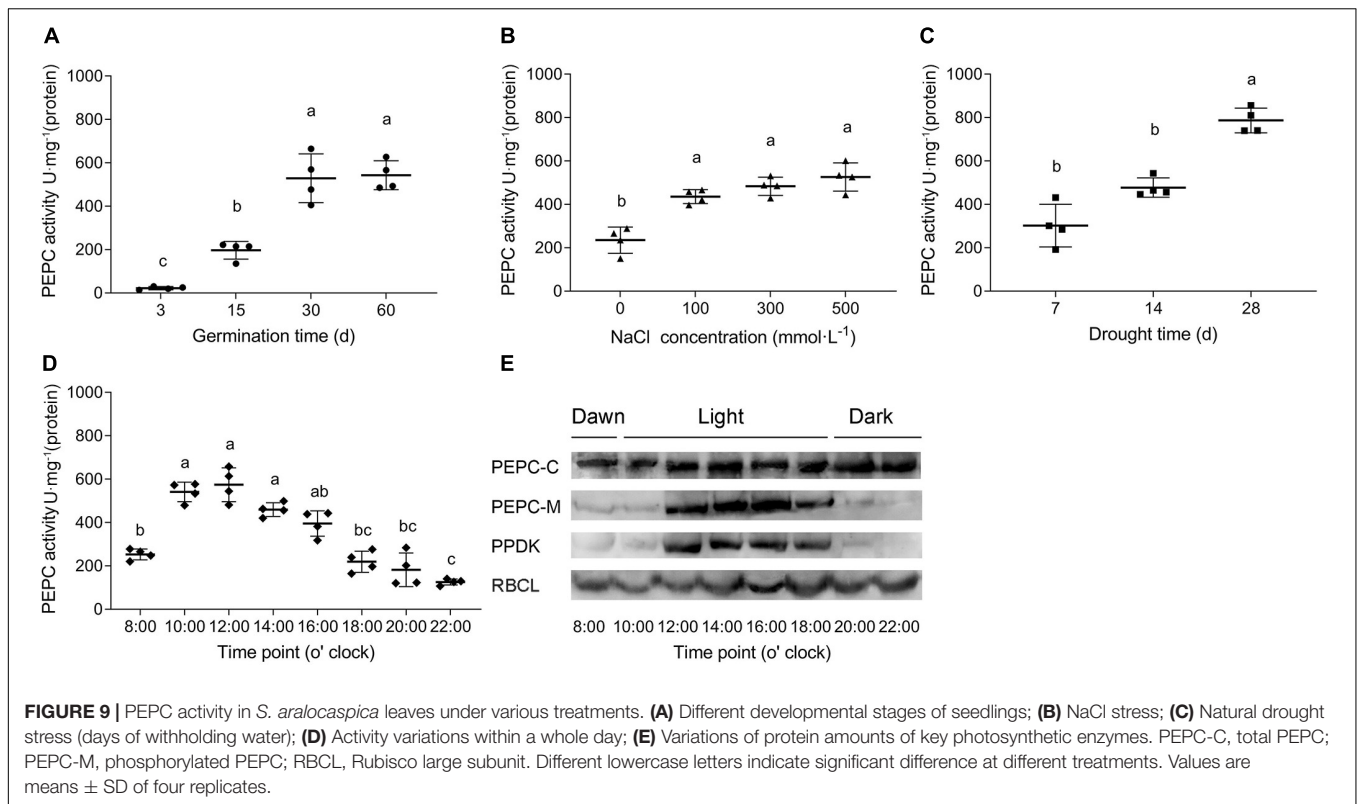 A
PEPC activity U·mg⁻¹(protein)
1000
800
600
400
200
0
c
b
a
a
3 15 30 60
Germination time (d)
B
PEPC activity U·mg⁻¹(protein)
1000
800
600
400
200
0
b
a
a
a
0 100 300 500
NaCl concentration (mmol·L⁻¹)
C
PEPC activity U·mg⁻¹(protein)
1000
800
600
400
200
0
b
b
a
7 14 28
Drought time (d)
D
PEPC activity U·mg⁻¹(protein)
1000
800
600
400
200
0
b
a
a
a
ab
bc
bc
c
8:00 10:00 12:00 14:00 16:00 18:00 20:00 22:00
Time point (o' clock)
E
Dawn Light Dark
PEPC-C
PEPC-M
PPDK
RBCL
8:00 10:00 12:00 14:00 16:00 18:00 20:00 22:00
Time point (o' clock)
FIGURE 9 | PEPC activity in S. aralocaspica leaves under various treatments. (A) Different developmental stages of seedlings; (B) NaCl stress; (C) Natural drought
stress (days of withholding water); (D) Activity variations within a whole day; (E) Variations of protein amounts of key photosynthetic enzymes. PEPC-C, total PEPC;
PEPC-M, phosphorylated PEPC; RBCL, Rubisco large subunit. Different lowercase letters indicate significant difference at different treatments. Values are
means ± SD of four replicates.